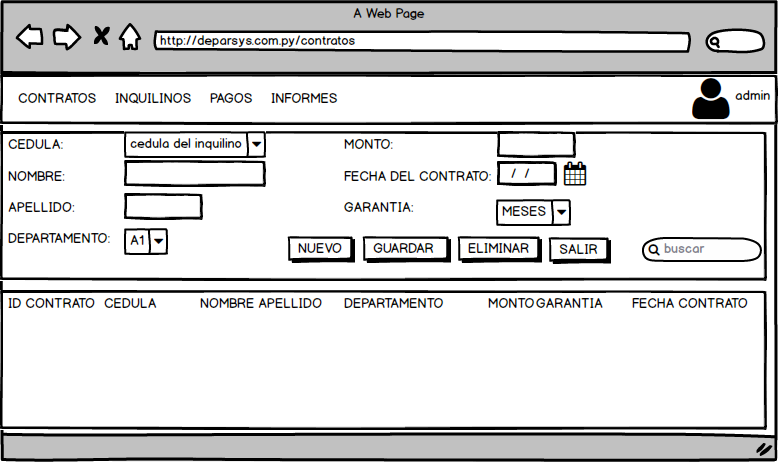 A Web Page
http://deparsys.com.py/contratos
CONTRATOS INQUILINOS PAGOS INFORMES admin
CEDULA: cedula del inquilino MONTO:
NOMBRE: FECHA DEL CONTRATO: / /
APELLIDO: GARANTIA: MESES
DEPARTAMENTO: A1 NUEVO GUARDAR ELIMINAR SALIR buscar
ID CONTRATO CEDULA NOMBRE APELLIDO DEPARTAMENTO MONTO GARANTIA FECHA CONTRATO